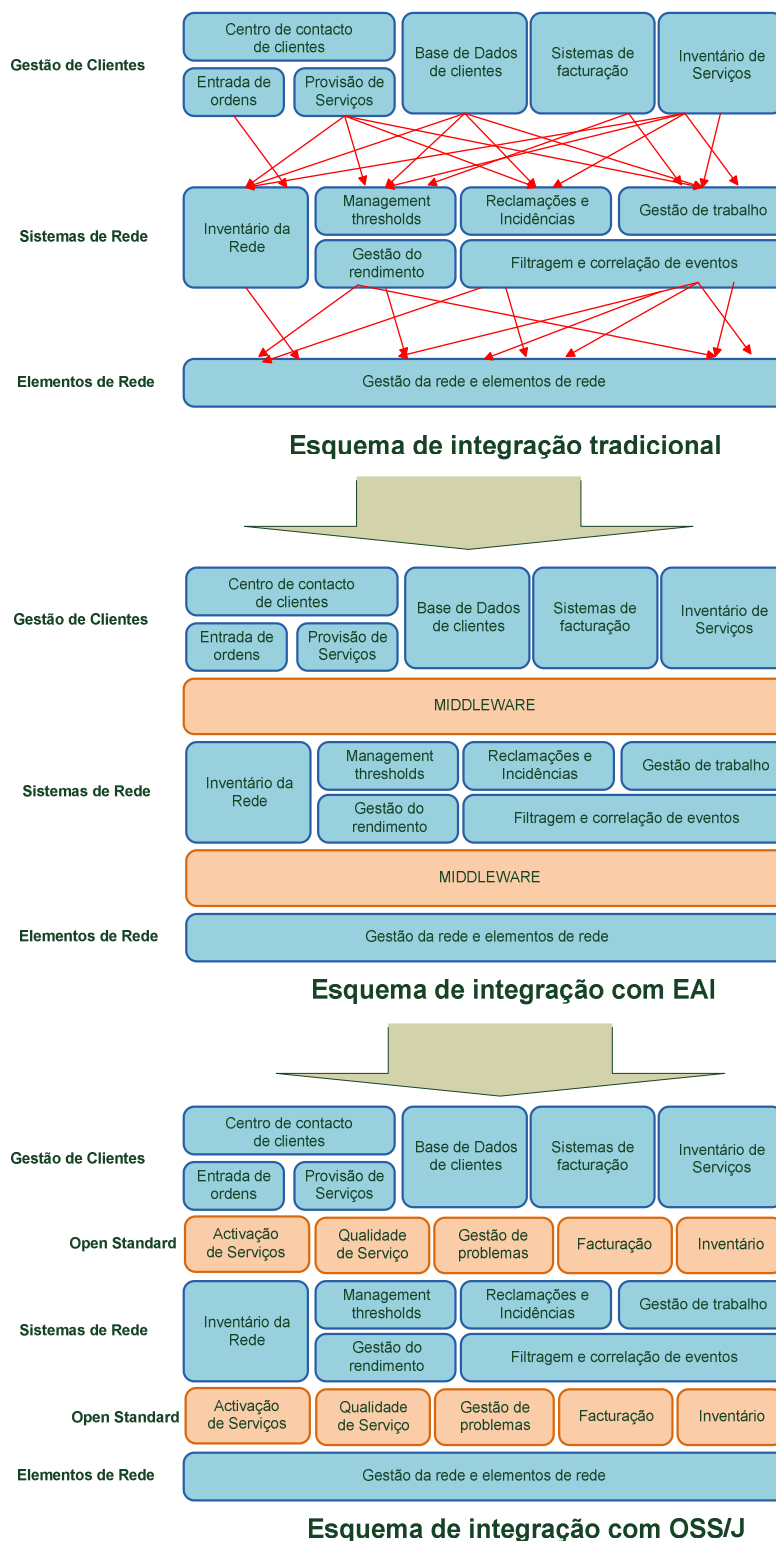 Centro de contacto
de clientes
Gestão de Clientes
Entrada de
ordens
Provisão de
Serviços
Base de Dados
de clientes
Sistemas de
facturação
Inventário de
Serviços
Sistemas de Rede
Inventário da
Rede
Management
thresholds
Reclamações e
Incidências
Gestão de trabalho
Gestão do
rendimento
Filtragem e correlação de eventos
Elementos de Rede
Gestão da rede e elementos de rede
Esquema de integração tradicional
Centro de contacto
de clientes
Gestão de Clientes
Entrada de
ordens
Provisão de
Serviços
Base de Dados
de clientes
Sistemas de
facturação
Inventário de
Serviços
MIDDLEWARE
Sistemas de Rede
Inventário da
Rede
Management
thresholds
Reclamações e
Incidências
Gestão de trabalho
Gestão do
rendimento
Filtragem e correlação de eventos
MIDDLEWARE
Elementos de Rede
Gestão da rede e elementos de rede
Esquema de integração com EAI
Centro de contacto
de clientes
Gestão de Clientes
Entrada de
ordens
Provisão de
Serviços
Base de Dados
de clientes
Sistemas de
facturação
Inventário de
Serviços
Open Standard
Activação
de Serviços
Qualidade
de Serviço
Gestão de
problemas
Facturação
Inventário
Sistemas de Rede
Inventário da
Rede
Management
thresholds
Reclamações e
Incidências
Gestão de trabalho
Gestão do
rendimento
Filtragem e correlação de eventos
Open Standard
Activação
de Serviços
Qualidade
de Serviço
Gestão de
problemas
Facturação
Inventário
Elementos de Rede
Gestão da rede e elementos de rede
Esquema de integração com OSS/J